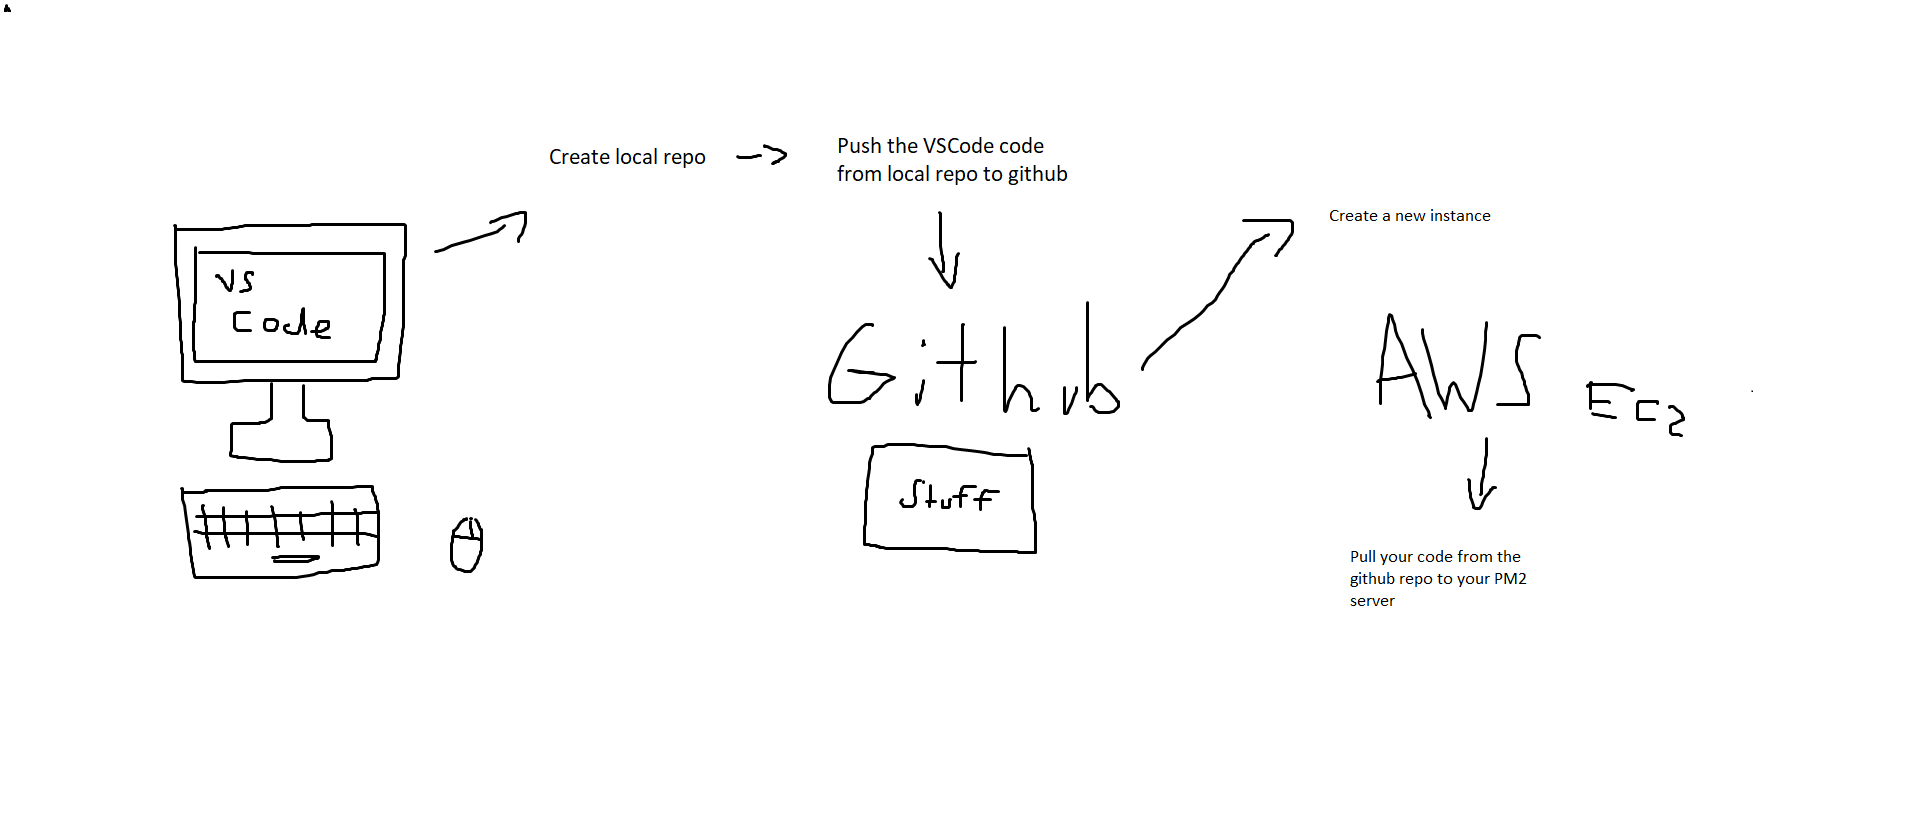 VS
Code
Create local repo
Push the VSCode code
from local repo to github
Github
Stuff
Create a new instance
AWS EC2
Pull your code from the
github repo to your PM2
server